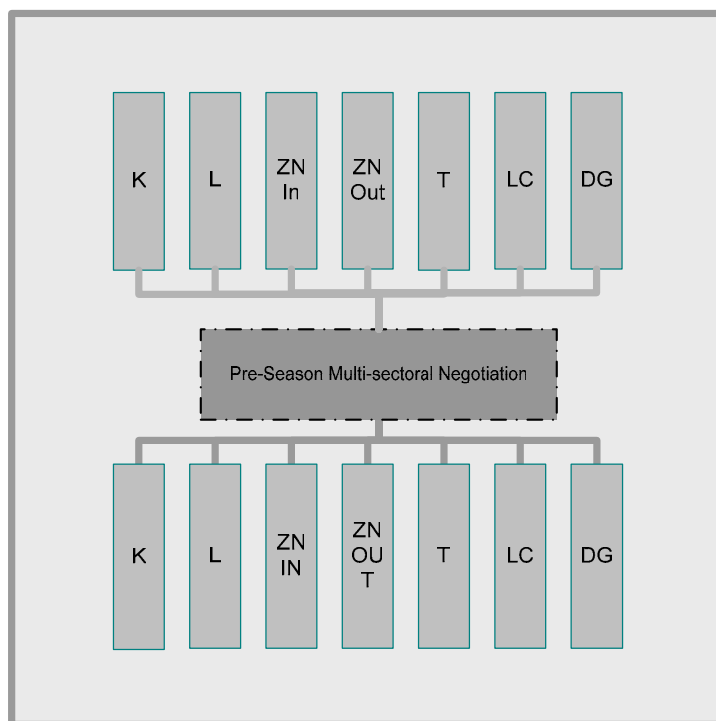 K
L
ZN
In
ZN
Out
T
LC
DG
Pre-Season Multi-sectoral Negotiation
K
L
ZN
IN
ZN
OU
T
T
LC
DG